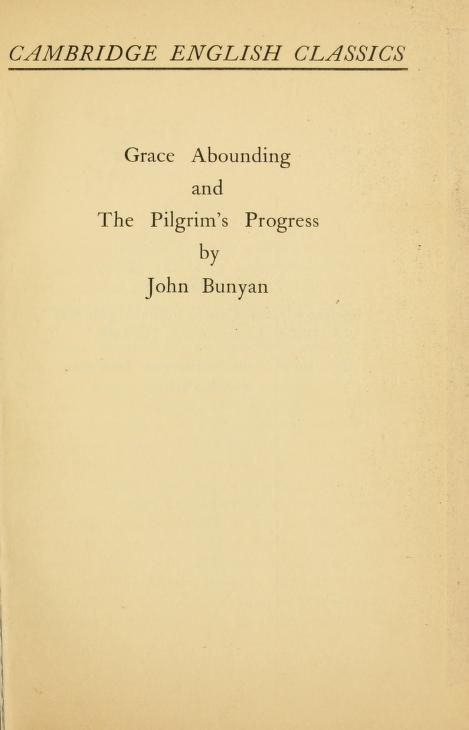 CAMBRIDGE ENGLISH CLASSICS
Grace Abounding
and
The Pilgrim's Progress
by
John Bunyan